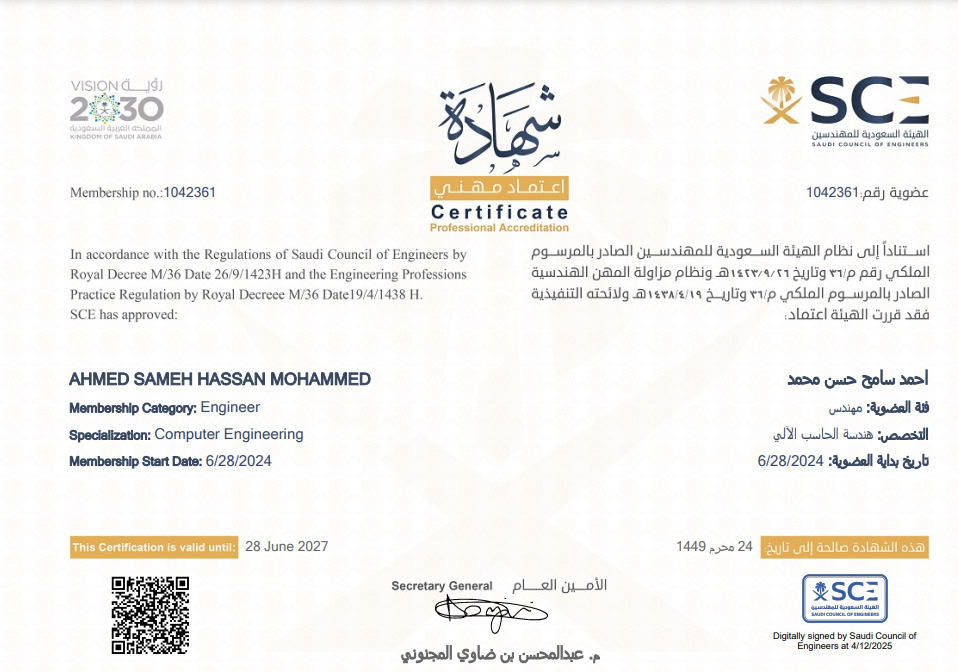 VISION رؤيــة
2030
المملكة العربية السعودية
KINGDOM OF SAUDI ARABIA
شهادة
اعتماد مهني
Certificate
Professional Accreditation
SCE
الهيئة السعودية للمهندسين
SAUDI COUNCIL OF ENGINEERS
Membership no.:1042361
عضوية رقم:1042361
In accordance with the Regulations of Saudi Council of Engineers by
Royal Decree M/36 Date 26/9/1423H and the Engineering Professions
Practice Regulation by Royal Decreee M/36 Date19/4/1438 H.
SCE has approved:
استناداً إلى نظام الهيئة السعودية للمهندسين الصادر بالمرسوم
الملكي رقم م/٣٦ وتاريخ ١٤٢٣/٩/٢٦هـ ونظام مزاولة المهن الهندسية
الصادر بالمرسوم الملكي م/٣٦ وتاريخ ١٤٣٨/٤/١٩هـ ولائحته التنفيذية
فقد قررت الهيئة اعتماد:
AHMED SAMEH HASSAN MOHAMMED
Membership Category: Engineer
Specialization: Computer Engineering
Membership Start Date: 6/28/2024
احمد سامح حسن محمد
فئة العضوية: مهندس
التخصص: هندسة الحاسب الآلي
تاريخ بداية العضوية: 6/28/2024
This Certification is valid until: 28 June 2027
هذه الشهادة صالحة إلى تاريخ: 24 محرم 1449
Secretary General الأمين العام
م. عبدالمحسن بن ضاوي المجنوني
SCE
الهيئة السعودية للمهندسين
SAUDI COUNCIL OF ENGINEERS
Digitally signed by Saudi Council of
Engineers at 4/12/2025